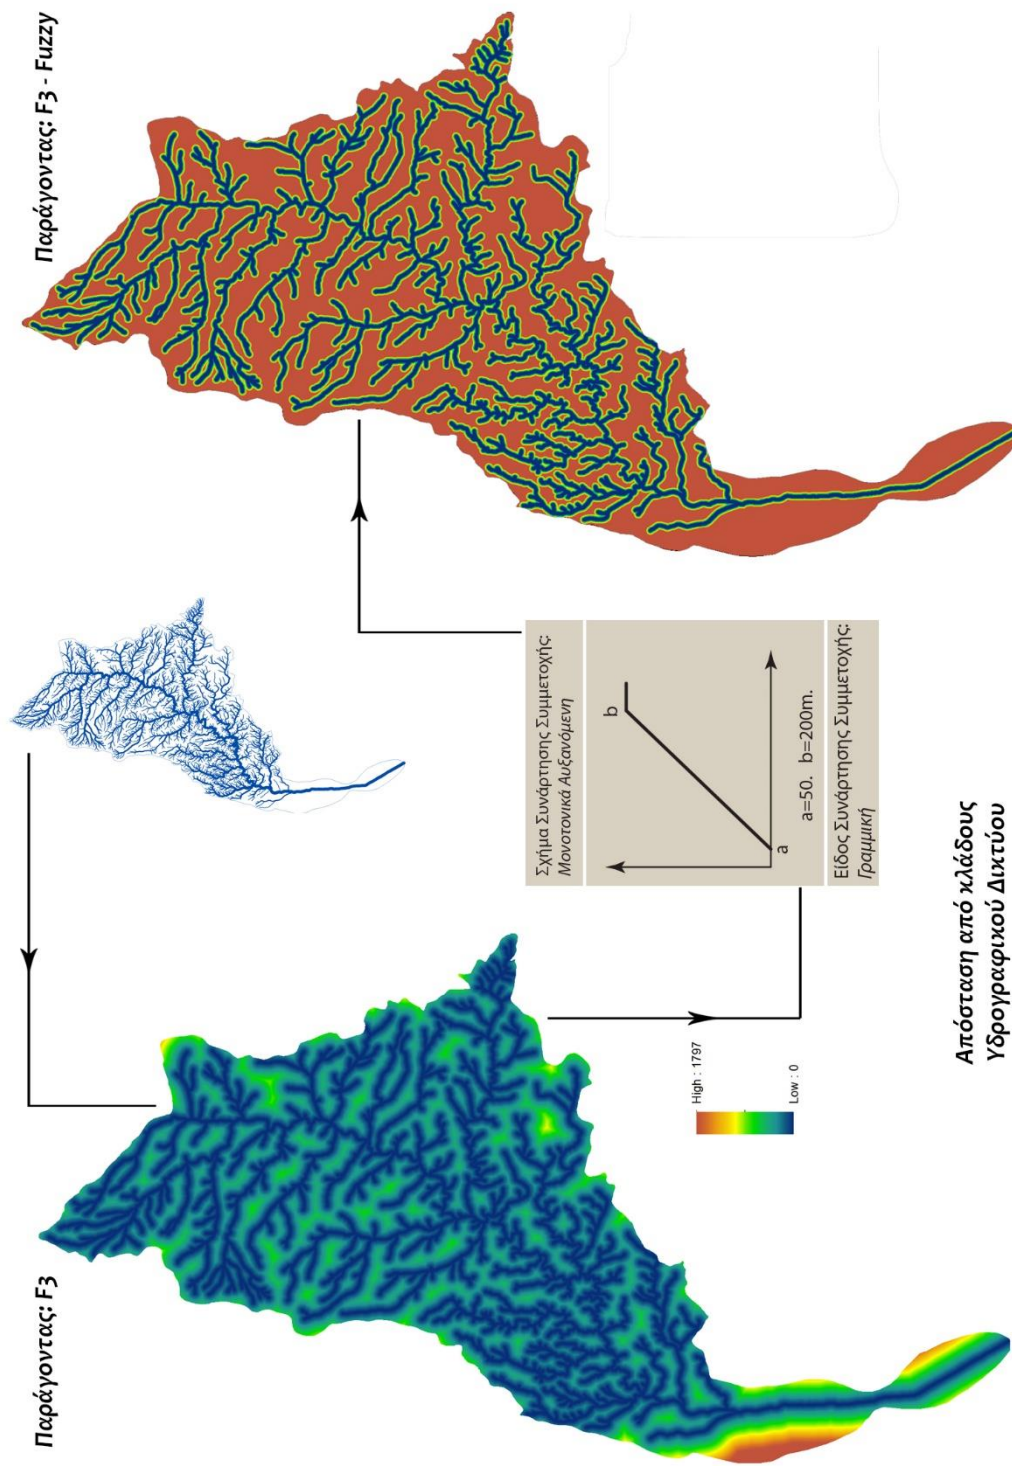 Παράγοντας: F3
Παράγοντας: F3 - Fuzzy
High : 1797
Low : 0
Σχήμα Συνάρτησης Συμμετοχής:
Μονοτονικά Αυξανόμενη
b
a
a=50. b=200m.
Είδος Συνάρτησης Συμμετοχής:
Γραμμική
Απόσταση από κλάδους
Υδρογραφικού Δικτύου